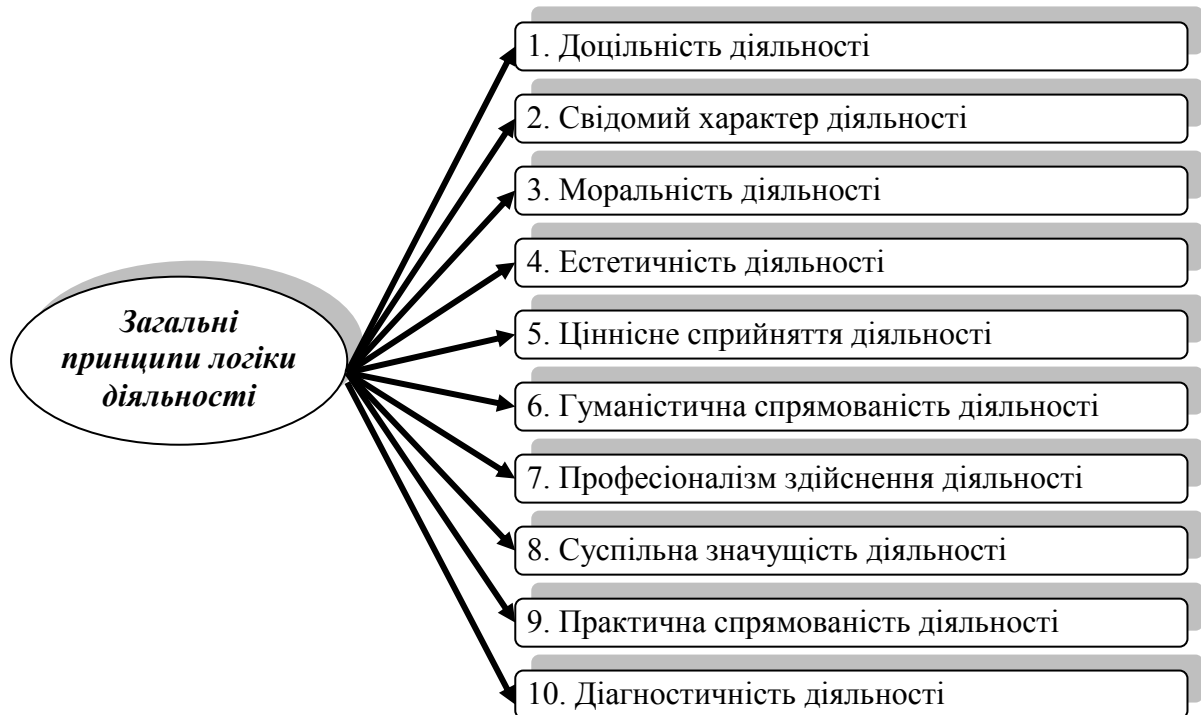 Загальні
принципи логіки
діяльності
1. Доцільність діяльності
2. Свідомий характер діяльності
3. Моральність діяльності
4. Естетичність діяльності
5. Ціннісне сприйняття діяльності
6. Гуманістична спрямованість діяльності
7. Професіоналізм здійснення діяльності
8. Суспільна значущість діяльності
9. Практична спрямованість діяльності
10. Діагностичність діяльності